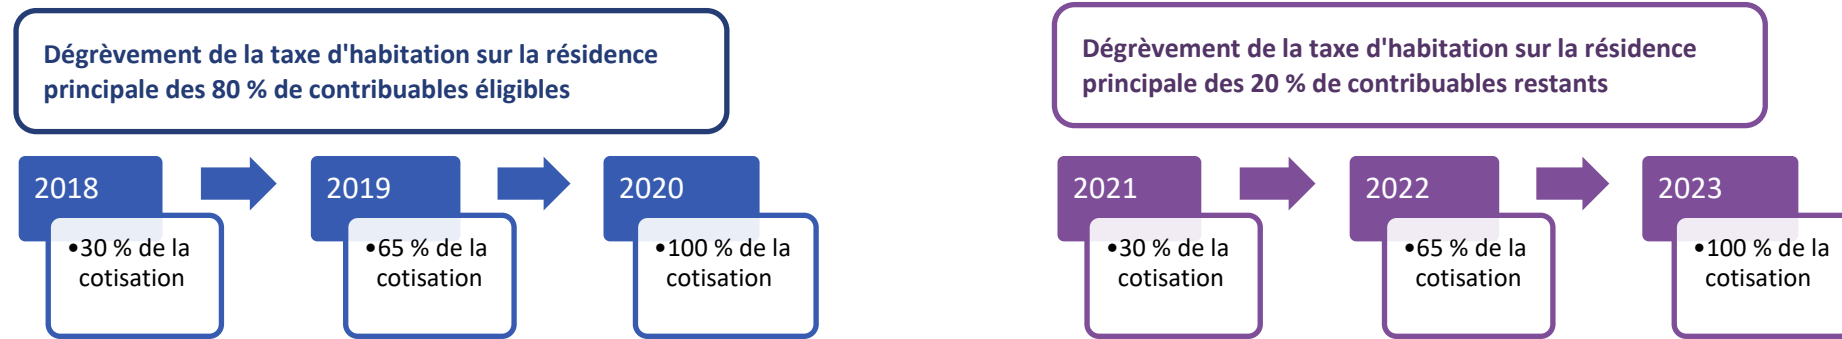 Dégrèvement de la taxe d'habitation sur la résidence
principale des 80 % de contribuables éligibles
2018
•30 % de la
cotisation
2019
•65 % de la
cotisation
2020
•100 % de la
cotisation
Dégrèvement de la taxe d'habitation sur la résidence
principale des 20 % de contribuables restants
2021
•30 % de la
cotisation
2022
•65 % de la
cotisation
2023
•100 % de la
cotisation